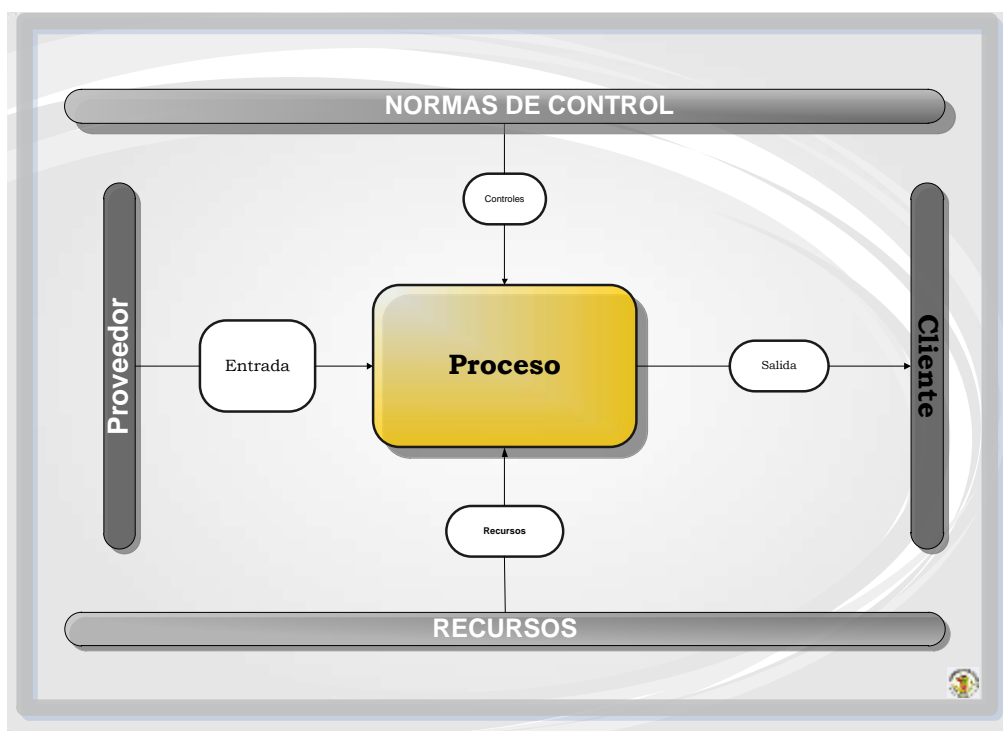 NORMAS DE CONTROL
Controles
Proveedor
Entrada
Proceso
Salida
Cliente
Recursos
RECURSOS